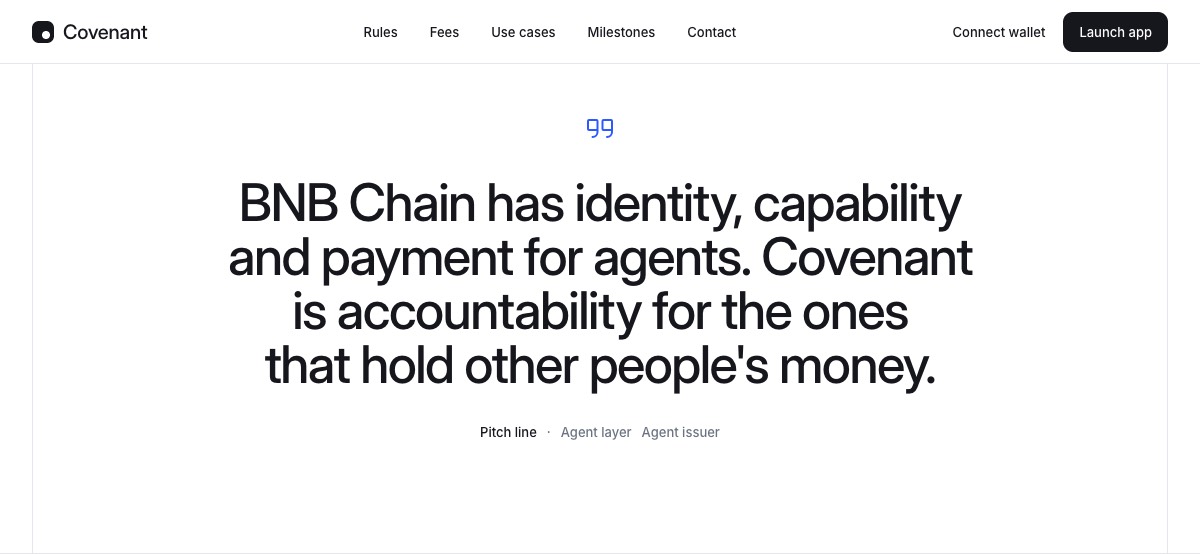 Covenant
Rules
Fees
Use cases
Milestones
Contact
Connect wallet
Launch app
BNB Chain has identity, capability
and payment for agents. Covenant
is accountability for the ones
that hold other people's money.
Pitch line · Agent layer Agent issuer